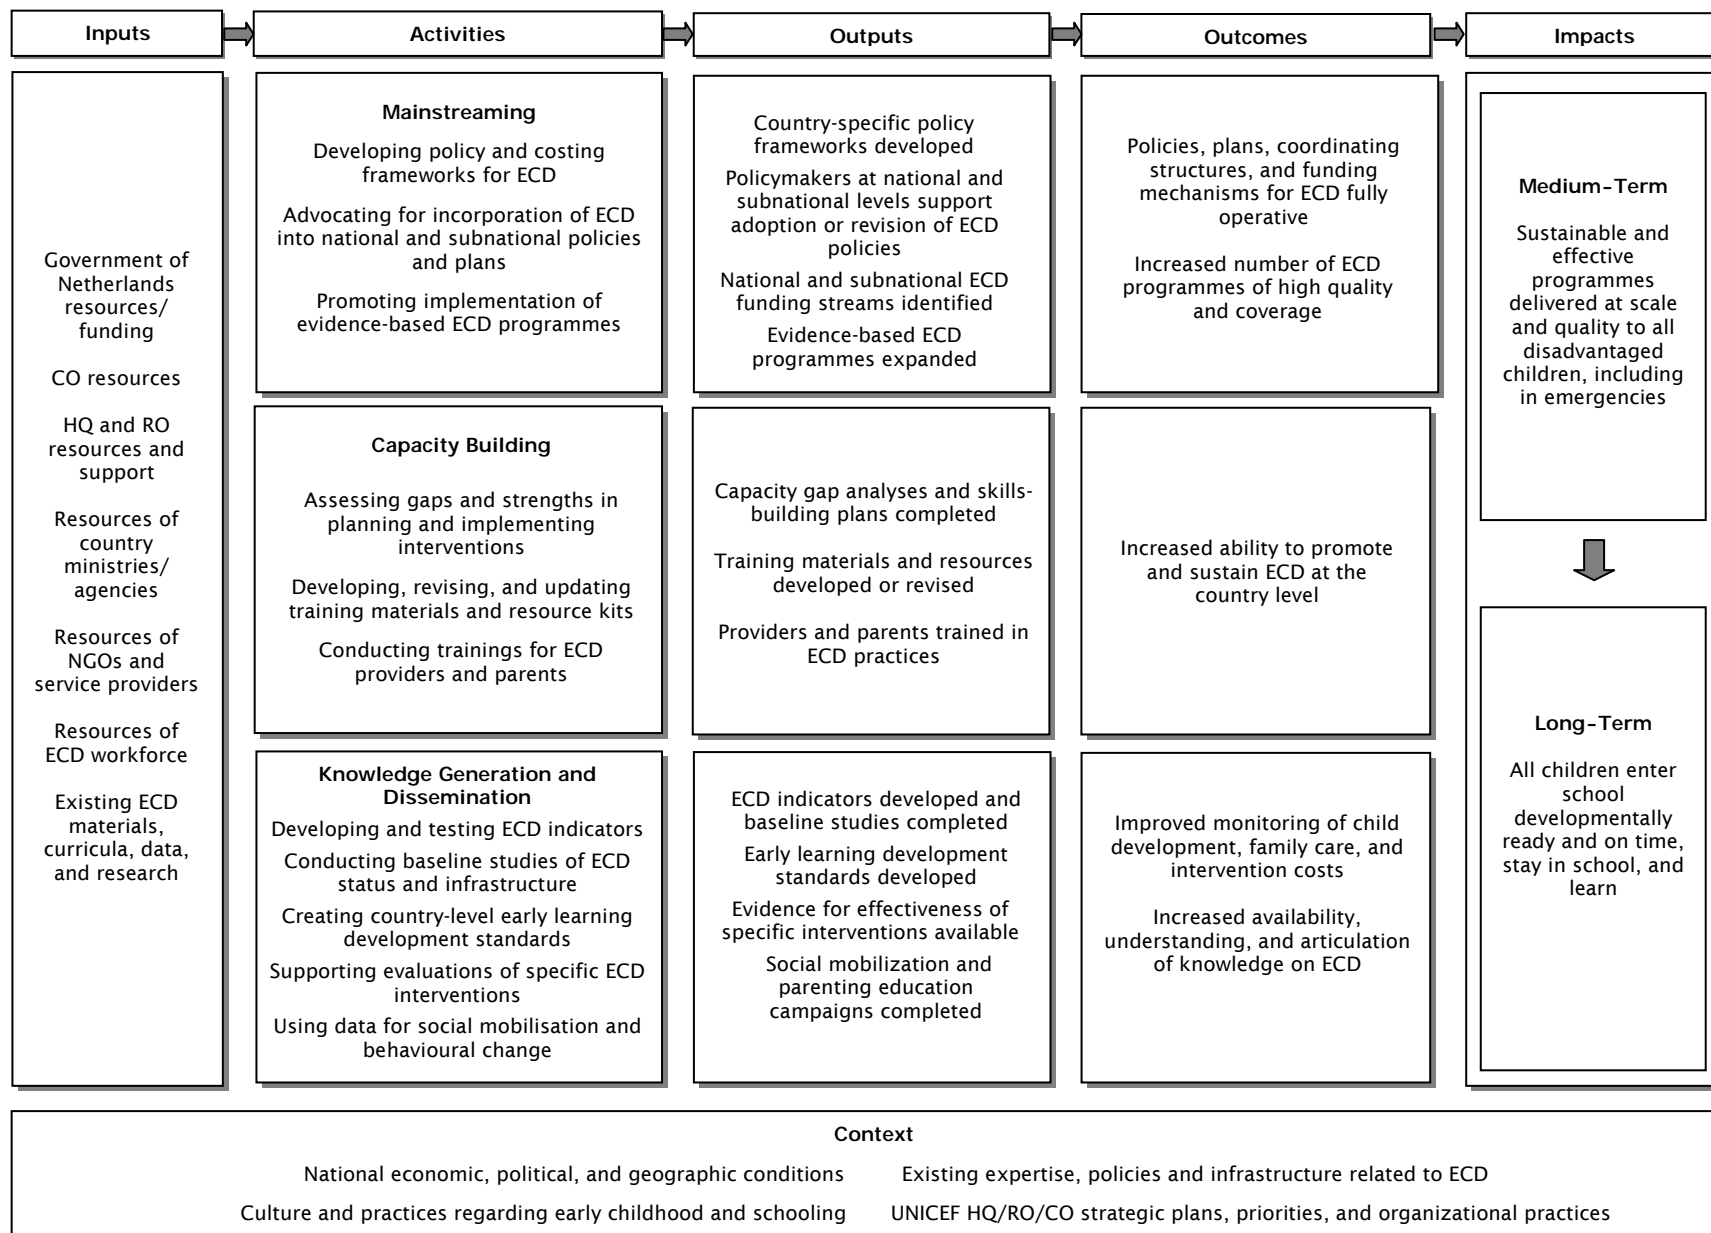 Inputs
Activities
Outputs
Outcomes
Impacts
Government of
Netherlands
resources/
funding
CO resources
HQ and RO
resources and
support
Resources of
country
ministries/
agencies
Resources of
NGOs and
service providers
Resources of
ECD workforce
Existing ECD
materials,
curricula, data,
and research
Mainstreaming
Developing policy and costing
frameworks for ECD
Advocating for incorporation of ECD
into national and subnational policies
and plans
Promoting implementation of
evidence-based ECD programmes
Country-specific policy
frameworks developed
Policymakers at national and
subnational levels support
adoption or revision of ECD
policies
National and subnational ECD
funding streams identified
Evidence-based ECD
programmes expanded
Policies, plans, coordinating
structures, and funding
mechanisms for ECD fully
operative
Increased number of ECD
programmes of high quality
and coverage
Capacity Building
Assessing gaps and strengths in
planning and implementing
interventions
Developing, revising, and updating
training materials and resource kits
Conducting trainings for ECD
providers and parents
Capacity gap analyses and skills-
building plans completed
Training materials and resources
developed or revised
Providers and parents trained in
ECD practices
Increased ability to promote
and sustain ECD at the
country level
Knowledge Generation and
Dissemination
Developing and testing ECD indicators
Conducting baseline studies of ECD
status and infrastructure
Creating country-level early learning
development standards
Supporting evaluations of specific ECD
interventions
Using data for social mobilisation and
behavioural change
ECD indicators developed and
baseline studies completed
Early learning development
standards developed
Evidence for effectiveness of
specific interventions available
Social mobilization and
parenting education
campaigns completed
Improved monitoring of child
development, family care, and
intervention costs
Increased availability,
understanding, and articulation
of knowledge on ECD
Medium-Term
Sustainable and
effective
programmes
delivered at scale
and quality to all
disadvantaged
children, including
in emergencies
Long-Term
All children enter
school
developmentally
ready and on time,
stay in school, and
learn
Context
National economic, political, and geographic conditions
Existing expertise, policies and infrastructure related to ECD
Culture and practices regarding early childhood and schooling
UNICEF HQ/RO/CO strategic plans, priorities, and organizational practices